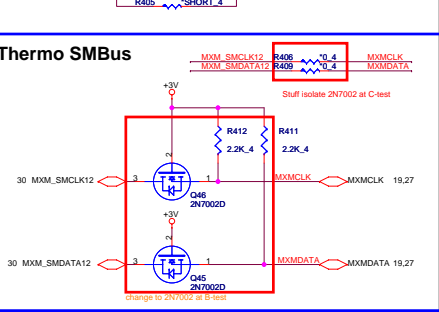 R405 *SHORT_4
Thermo SMBus
MXM_SMCLK12 R406 *0_4 MXMCLK
MXM_SMDATA12 R409 *0_4 MXMDATA
Stuff isolate 2N7002 at C-test
+3V
R412 R411
2.2K_4 2.2K_4
2
30 MXM_SMCLK12 3 1 MXMCLK MXMCLK 19,27
Q46
2N7002D
+3V
2
30 MXM_SMDATA12 3 1 MXMDATA MXMDATA 19,27
Q45
2N7002D
change to 2N7002 at B-test